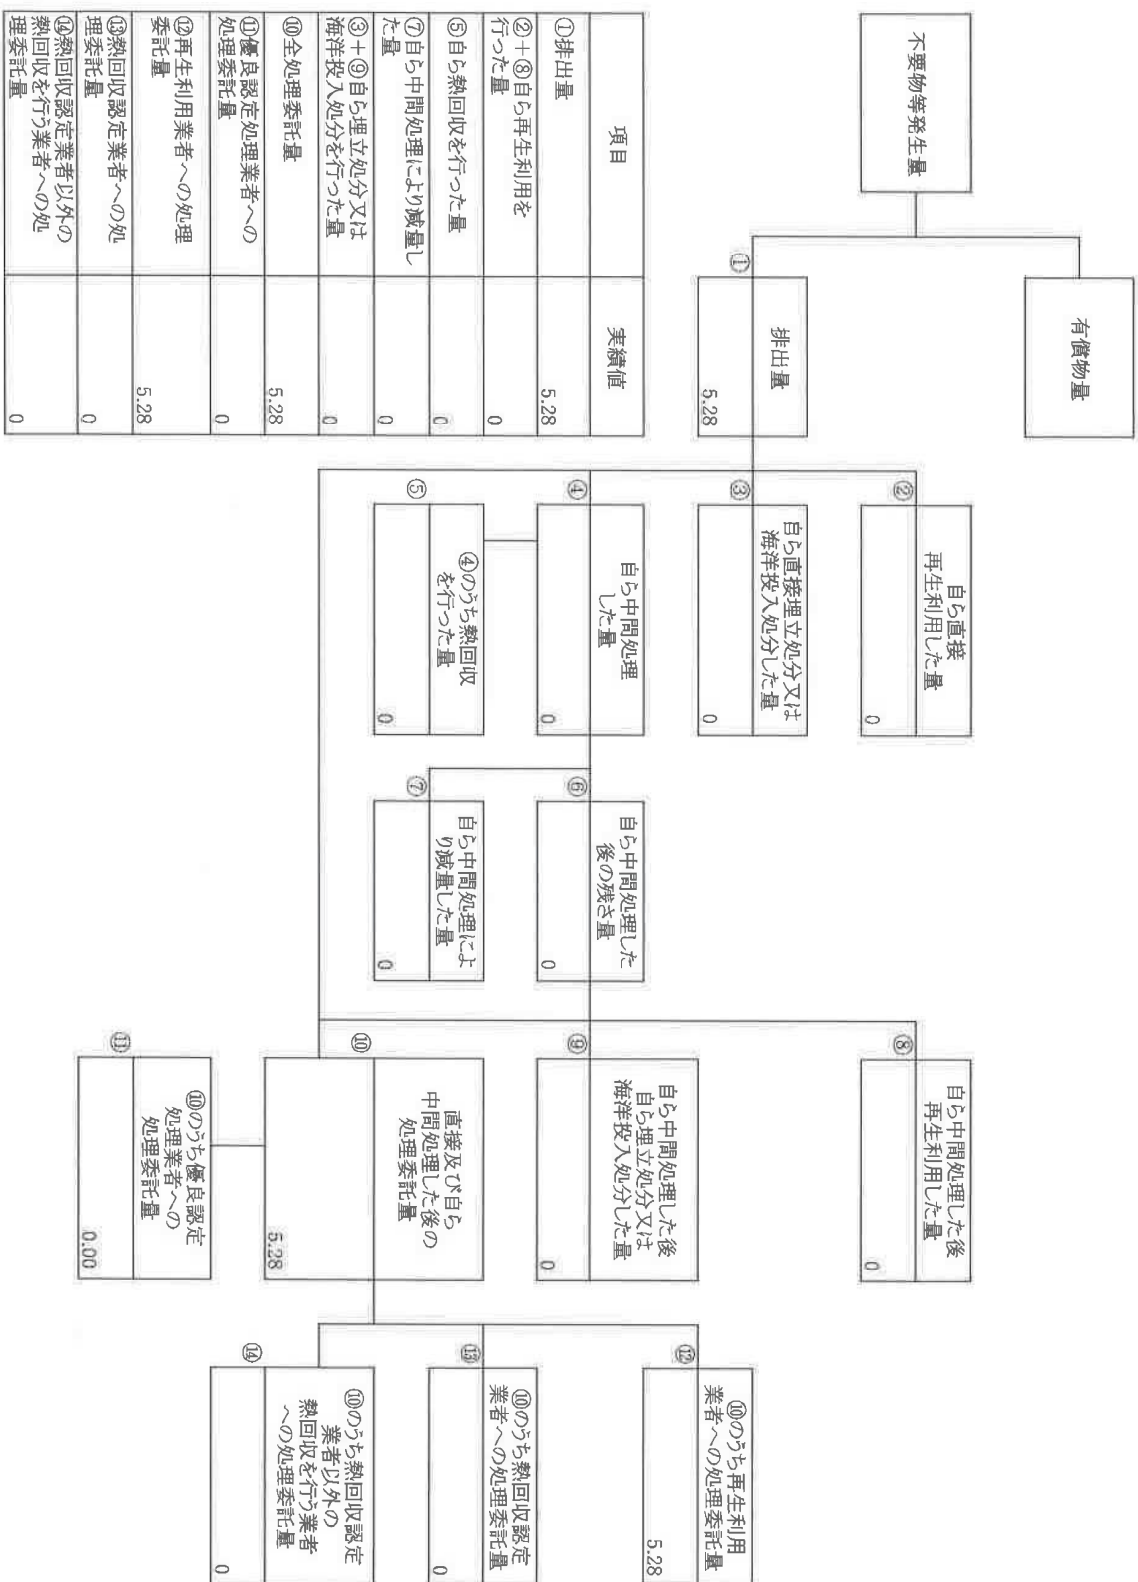 有償物量
不要物等発生量
①
排出量
5.28
②
自ら直接
再生利用した量
0
③
自ら直接埋立処分又は
海洋投入処分した量
0
④
自ら中間処理
した量
0
⑤
④のうち熱回収
を行った量
0
⑥
自ら中間処理した
後の残さ量
0
⑦
自ら中間処理によ
り減量した量
0
⑧
自ら中間処理した後
再生利用した量
0
⑨
自ら中間処理した後
自ら埋立処分又は
海洋投入処分した量
0
⑩
直接及び自ら
中間処理した後の
処理委託量
5.28
⑪
⑩のうち優良認定
処理業者への
処理委託量
0.00
⑫
⑩のうち再生利用
業者への処理委託量
5.28
⑬
⑩のうち熱回収認定
業者への処理委託量
0
⑭
⑩のうち熱回収認定
業者以外の
熱回収を行う業者
への処理委託量
0
項目
実績値
①排出量
5.28
②+⑧自ら再生利用を
行った量
0
⑤自ら熱回収を行った量
0
⑦自ら中間処理により減量し
た量
0
③+⑨自ら埋立処分又は
海洋投入処分を行った量
0
⑩全処理委託量
5.28
⑪優良認定処理業者への
処理委託量
0
⑫再生利用業者への処理
委託量
5.28
⑬熱回収認定業者への処
理委託量
0
⑭熱回収認定業者以外の
熱回収を行う業者への処
理委託量
0